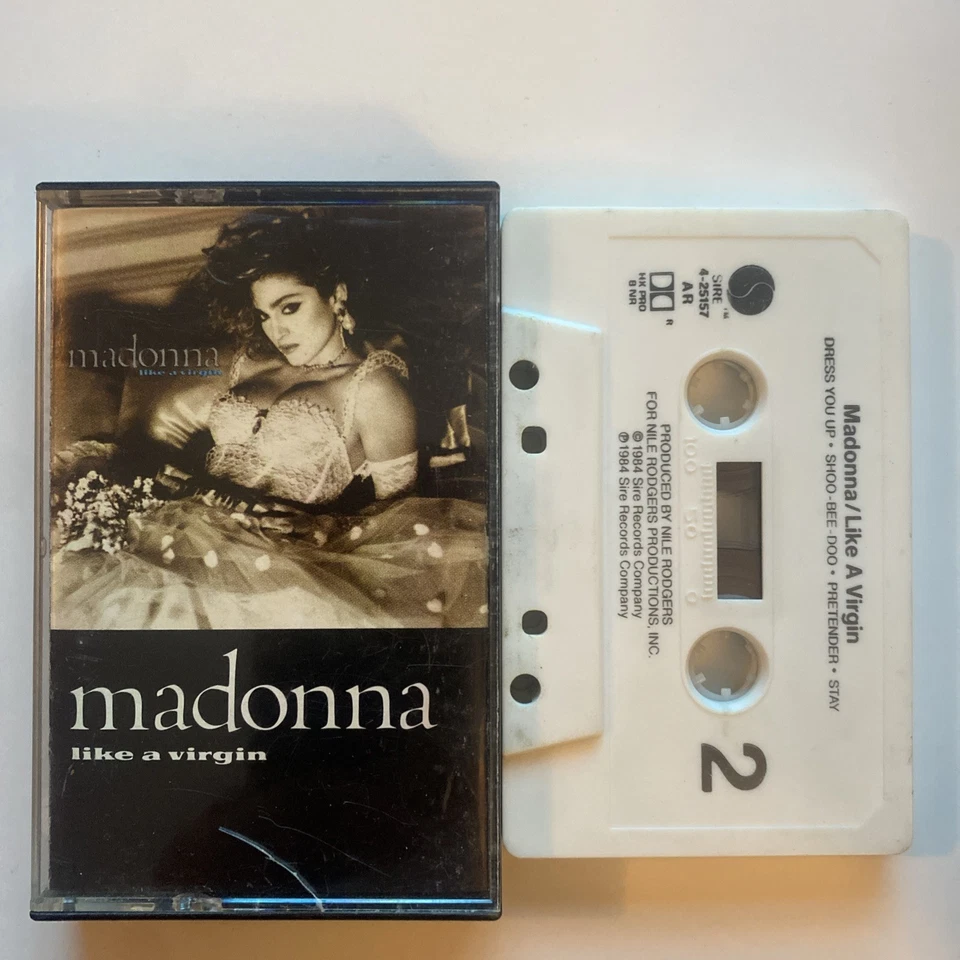 madonna
like a virgin
madonna
like a virgin
Madonna/Like A Virgin
DRESS YOU UP • SHOO-BEE-DOO • PRETENDER • STAY
S
SIRE ™
4-25157
AR
R
HX PRO
B NR
2
100 50 0
PRODUCED BY NILE RODGERS
FOR NILE RODGERS PRODUCTIONS, INC.
© 1984 Sire Records Company
℗ 1984 Sire Records Company